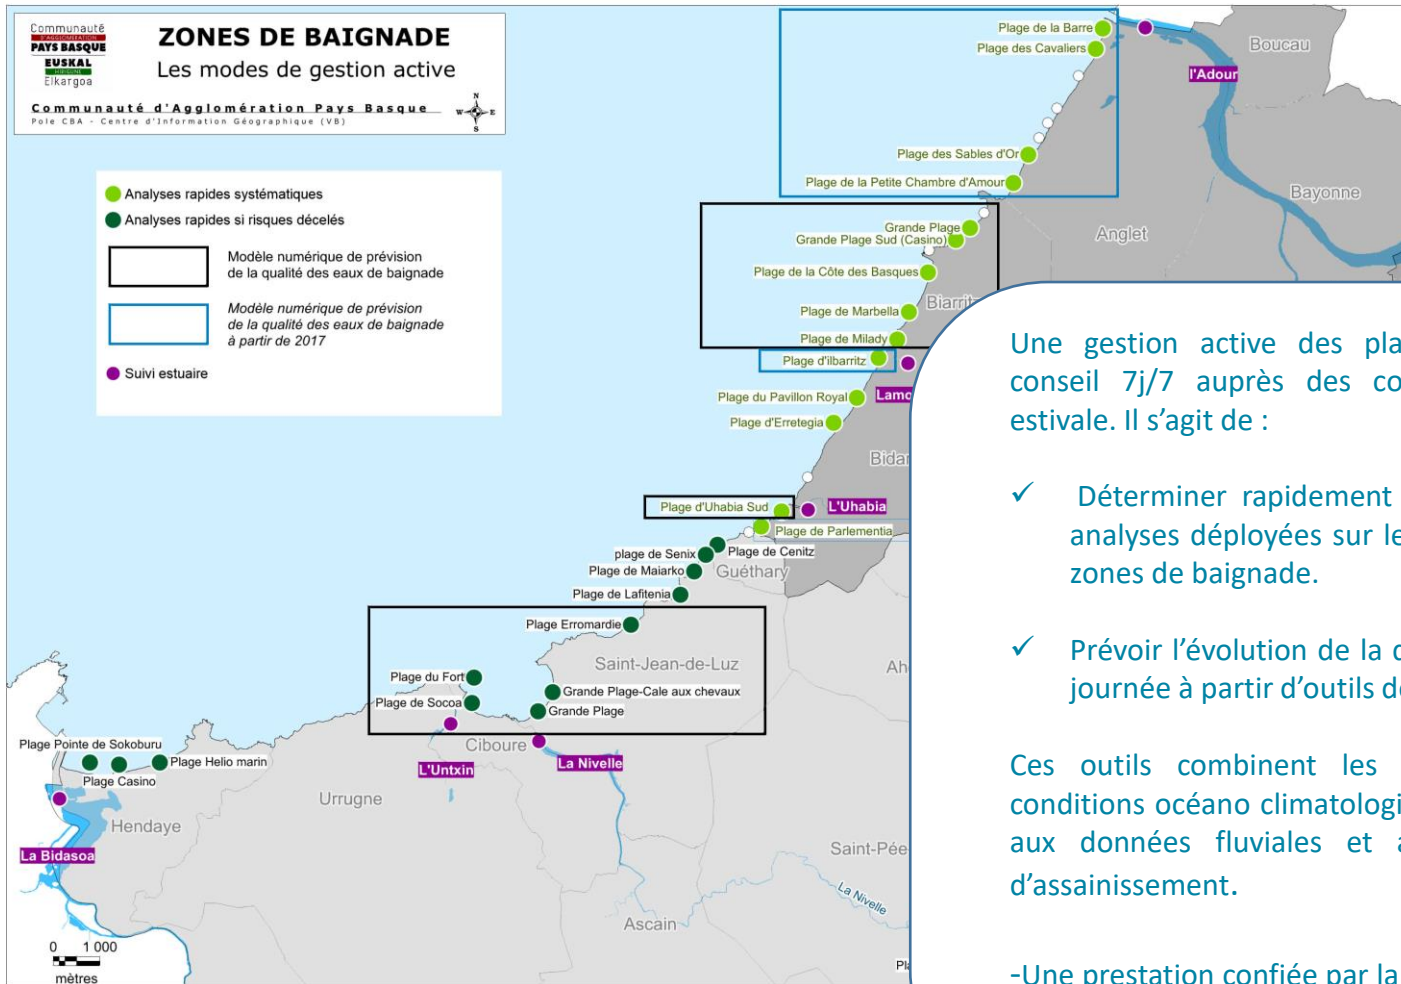 Communauté
D'AGGLOMÉRATION
PAYS BASQUE
EUSKAL
HIRIGUNE
Elkargoa
ZONES DE BAIGNADE
Les modes de gestion active
Communauté d'Agglomération Pays Basque
Pole CBA - Centre d'Information Géographique (VB)
N
W
E
S
Analyses rapides systématiques
Analyses rapides si risques décelés
Modèle numérique de prévision
de la qualité des eaux de baignade
Modèle numérique de prévision
de la qualité des eaux de baignade
à partir de 2017
Suivi estuaire
Plage de la Barre
Plage des Cavaliers
Boucau
l'Adour
Plage des Sables d'Or
Plage de la Petite Chambre d'Amour
Bayonne
Anglet
Grande Plage
Grande Plage Sud (Casino)
Plage de la Côte des Basques
Plage de Marbella
Biarritz
Plage de Milady
Plage d'ilbarritz
Plage du Pavillon Royal
Lamo
Plage d'Erretegia
Bidar
Plage d'Uhabia Sud
L'Uhabia
Plage de Parlementia
plage de Senix
Plage de Cenitz
Plage de Maiarko
Guéthary
Plage de Lafitenia
Plage Erromardie
Saint-Jean-de-Luz
Ah
Plage du Fort
Grande Plage-Cale aux chevaux
Plage de Socoa
Grande Plage
Ciboure
L'Untxin
La Nivelle
Plage Pointe de Sokoburu
Plage Helio marin
Plage Casino
Urrugne
Hendaye
La Bidasoa
Saint-Pée
La Nivelle
Ascain
0 1 000
mètres
Pl
Une gestion active des pla
conseil 7j/7 auprès des co
estivale. Il s'agit de :
✓ Déterminer rapidement
analyses déployées sur le
zones de baignade.
✓ Prévoir l'évolution de la q
journée à partir d'outils de
Ces outils combinent les
conditions océano climatologi
aux données fluviales et a
d'assainissement.
-Une prestation confiée par la